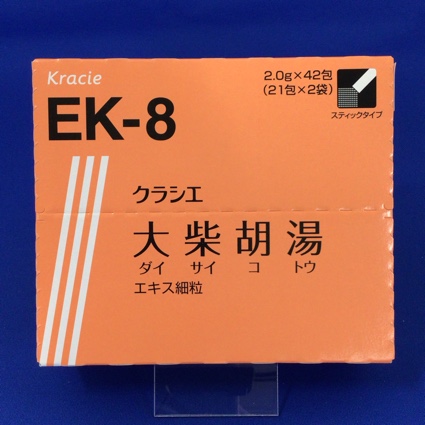 Kracie
EK-8
2.0g×42包
(21包×2袋)
スティックタイプ
クラシエ
大柴胡湯
ダイ サイ コ トウ
エキス細粒